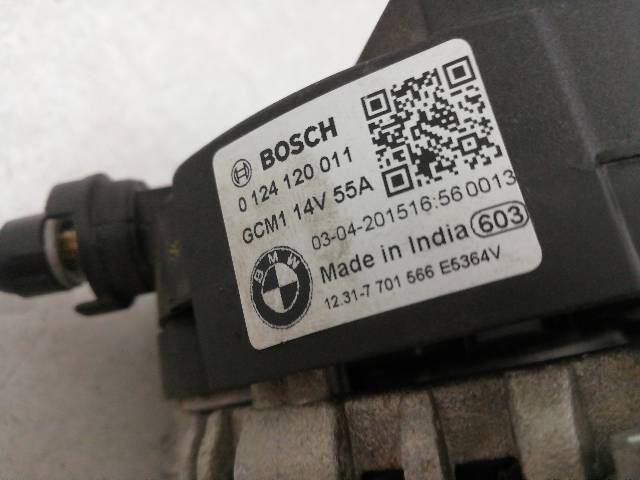 BOSCH
0 124 120 011
GCM1 14V 55A
03-04-201516:56 0013
Made in India 603
BMW
12.31-7 701 566 E5364V